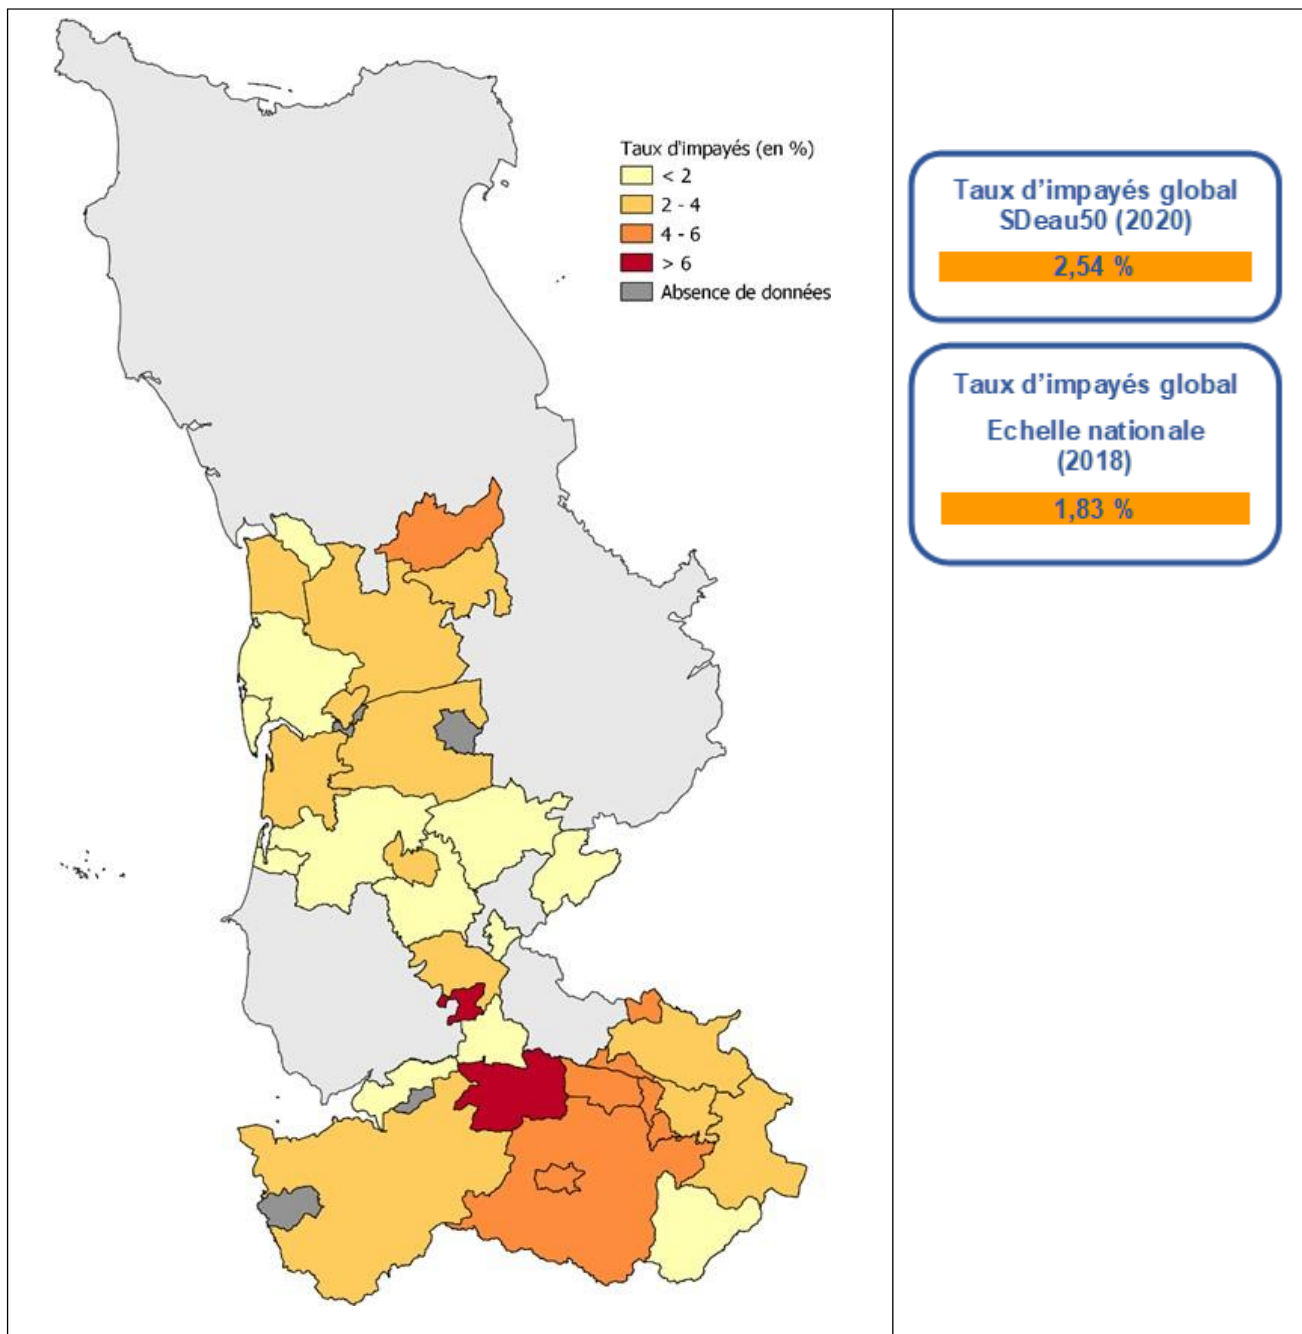 Taux d'impayés (en %)
< 2
2 - 4
4 - 6
> 6
Absence de données
Taux d’impayés global
SDeau50 (2020)
2,54 %
Taux d’impayés global
Echelle nationale
(2018)
1,83 %